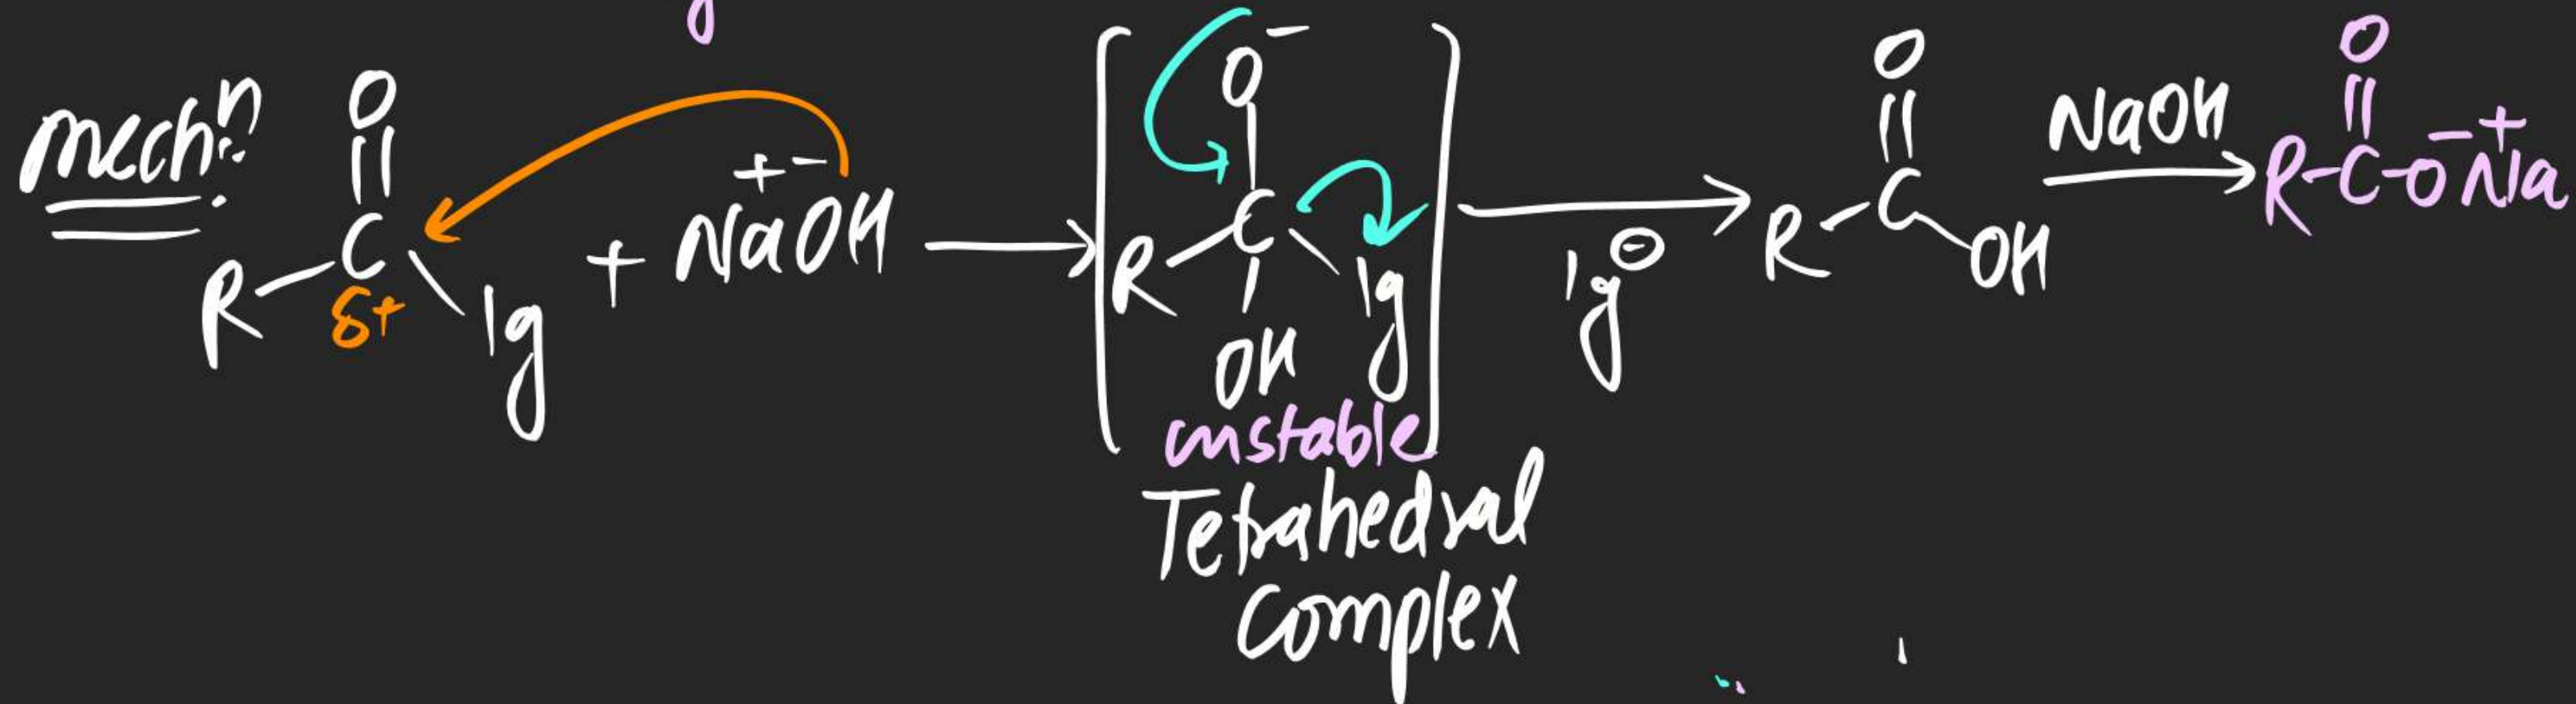 mechⁿ:
O
||
R-C-lg
δ+
+ NaOH
+ -
→
[
O⁻
|
R-C-lg
|
OH
]
unstable
Tetrahedral
Complex
→
lg⊖
O
||
R-C-OH
NaOH
→
O
||
R-C-O⁻ Na⁺